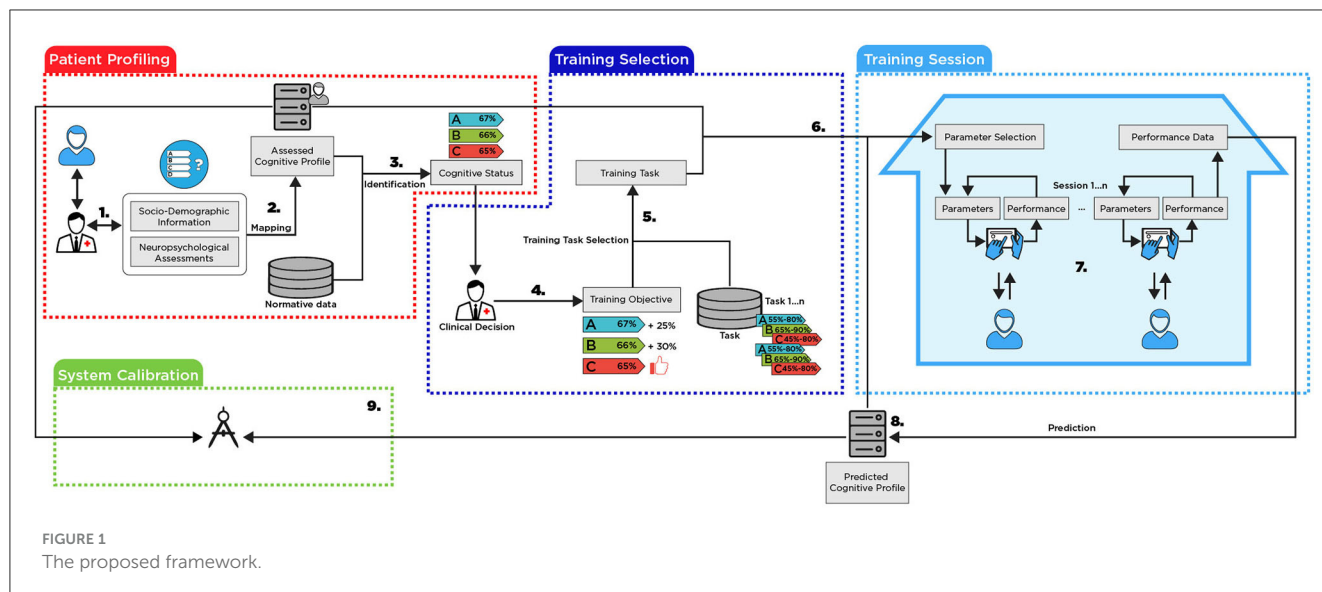 Patient Profiling
Training Selection
Training Session
A 67%
B 66%
C 65%
A
B
C
D
?
Assessed
Cognitive Profile
3.
Identification
Cognitive Status
1.
Socio-Demographic
Information
Neuropsychological
Assessments
2.
Mapping
Normative data
Clinical Decision
4.
Training Task
5.
Training Task Selection
Training Objective
A 67% + 25%
B 66% + 30%
C 65%
Task
Task 1...n
A 55%-80%
B 65%-90%
C 45%-80%
A 55%-80%
B 65%-90%
C 45%-80%
6.
Parameter Selection
Performance Data
Session 1...n
Parameters
Performance
...
Parameters
Performance
7.
System Calibration
9.
8.
Prediction
Predicted
Cognitive Profile
FIGURE 1
The proposed framework.